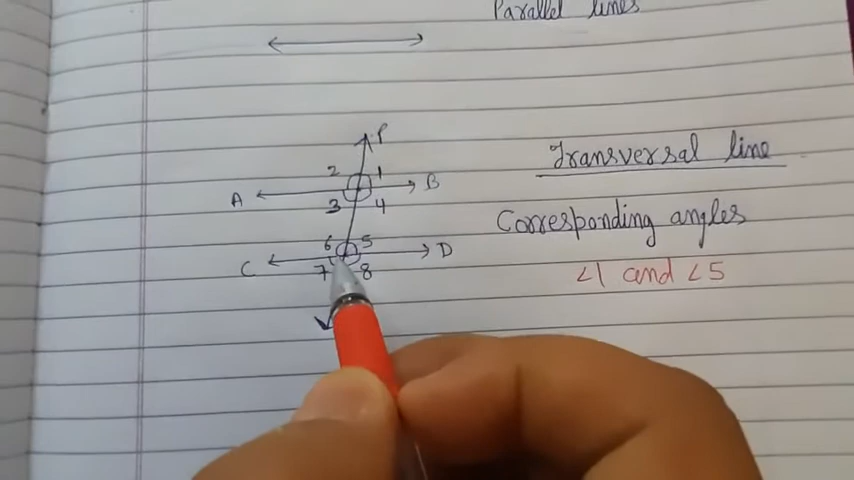 Parallel lines
P
2 1
A B
3 4
Transversal line
Corresponding angles
6 5
C D
7 8
∠1 and ∠5